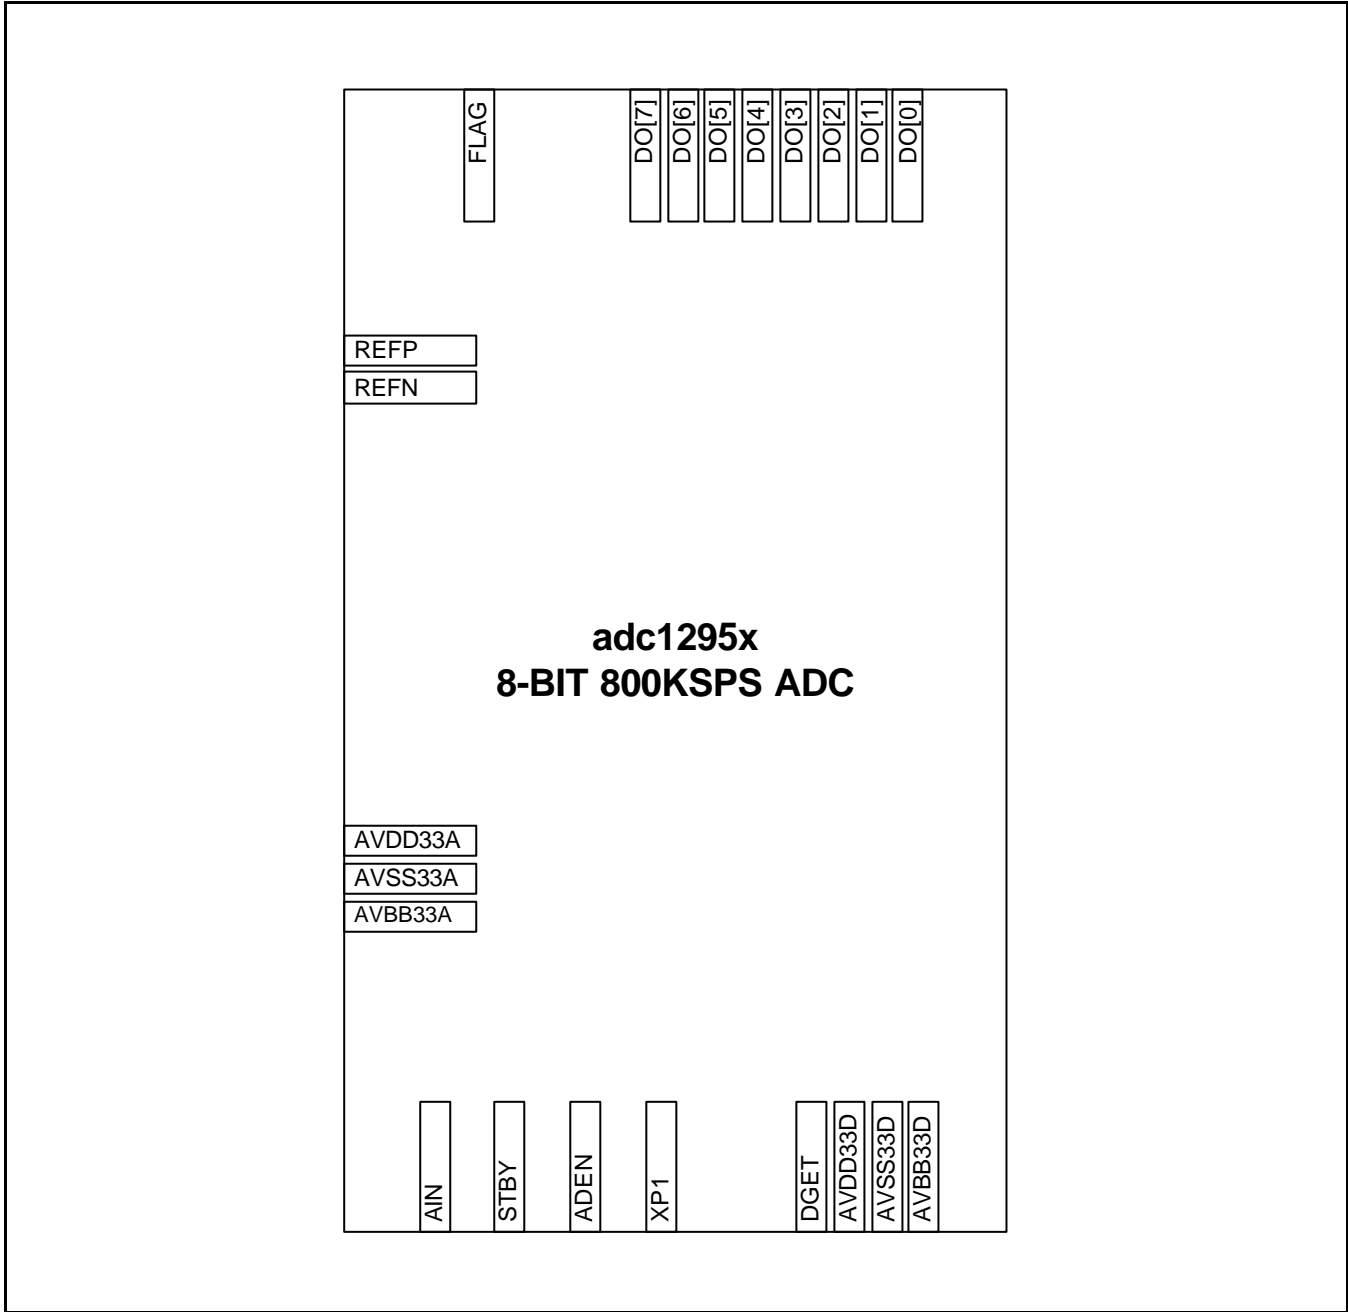 FLAG
DO[7]
DO[6]
DO[5]
DO[4]
DO[3]
DO[2]
DO[1]
DO[0]
REFP
REFN
adc1295x
8-BIT 800KSPS ADC
AVDD33A
AVSS33A
AVBB33A
AIN
STBY
ADEN
XP1
DGET
AVDD33D
AVSS33D
AVBB33D